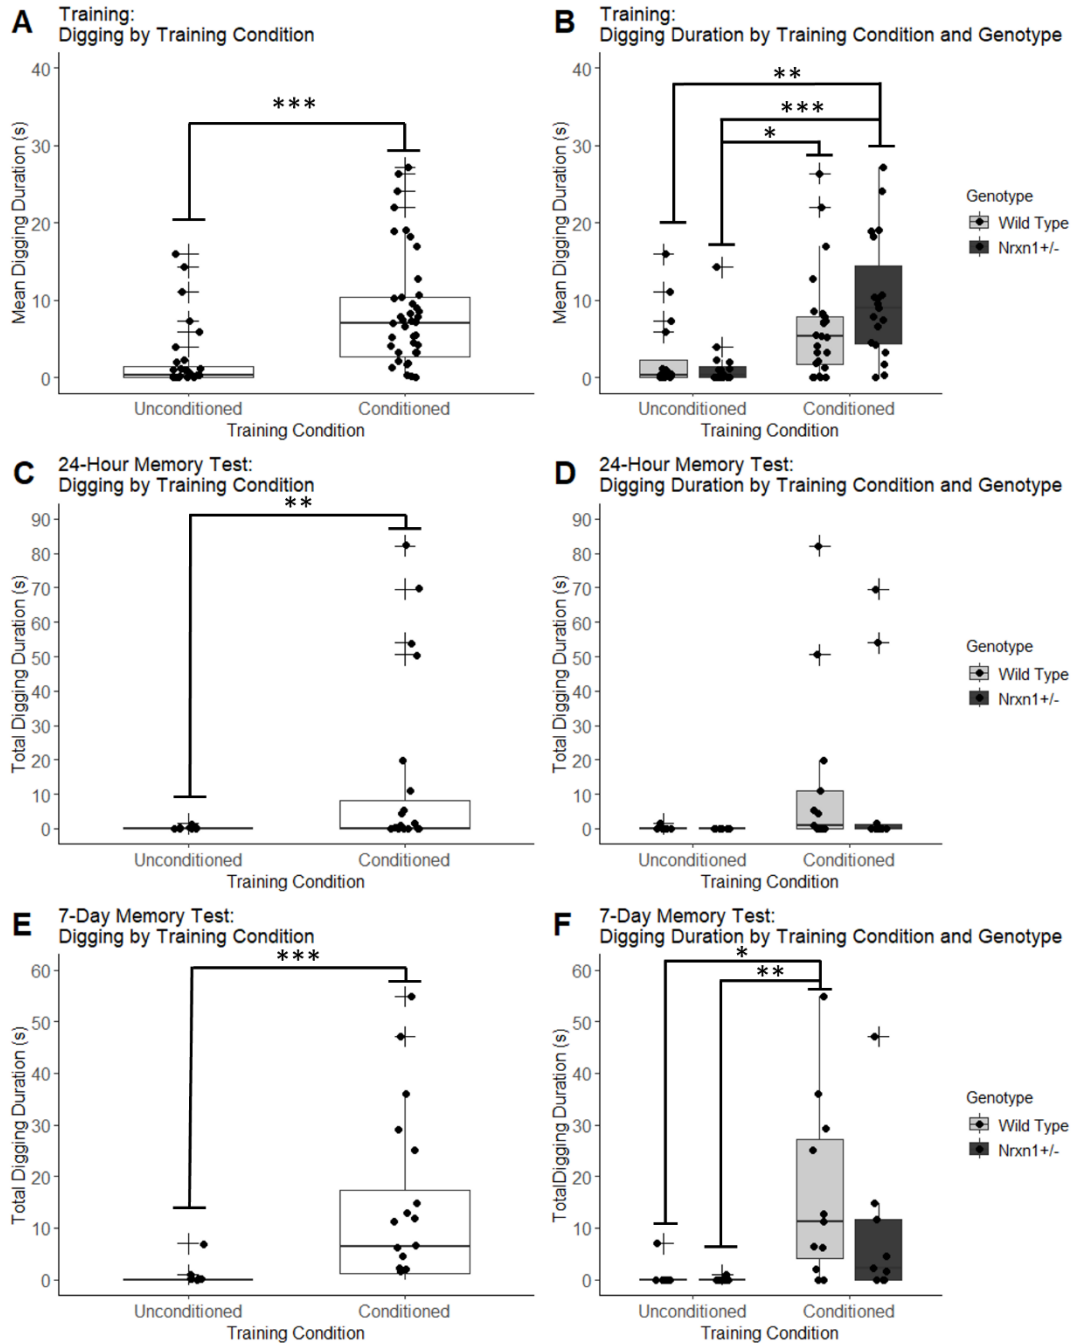 A Training:
Digging by Training Condition
***
40
30
20
10
0
Mean Digging Duration (s)
Unconditioned Conditioned
Training Condition
B Training:
Digging Duration by Training Condition and Genotype
**
***
*
40
30
20
10
0
Mean Digging Duration (s)
Unconditioned Conditioned
Training Condition
Genotype
Wild Type
Nrxn1+/-
C 24-Hour Memory Test:
Digging by Training Condition
**
90
80
70
60
50
40
30
20
10
0
Total Digging Duration (s)
Unconditioned Conditioned
Training Condition
D 24-Hour Memory Test:
Digging Duration by Training Condition and Genotype
90
80
70
60
50
40
30
20
10
0
Total Digging Duration (s)
Unconditioned Conditioned
Training Condition
Genotype
Wild Type
Nrxn1+/-
E 7-Day Memory Test:
Digging by Training Condition
***
60
50
40
30
20
10
0
Total Digging Duration (s)
Unconditioned Conditioned
Training Condition
F 7-Day Memory Test:
Digging Duration by Training Condition and Genotype
*
**
60
50
40
30
20
10
0
TotalDigging Duration (s)
Unconditioned Conditioned
Training Condition
Genotype
Wild Type
Nrxn1+/-